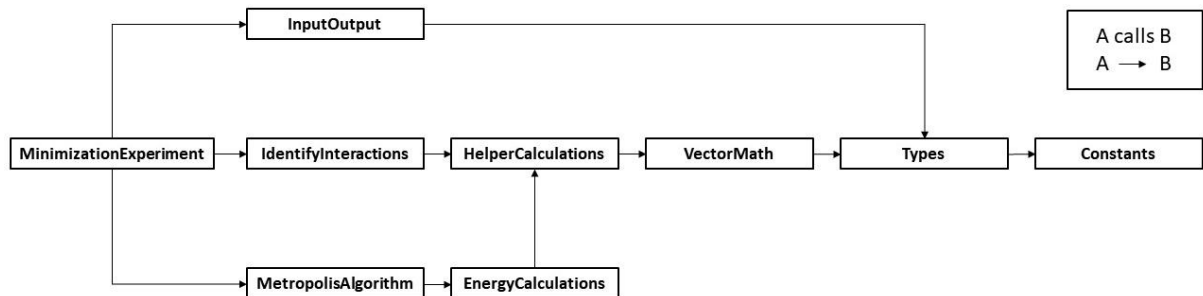 InputOutput
A calls B
A → B
MinimizationExperiment
IdentifyInteractions
HelperCalculations
VectorMath
Types
Constants
MetropolisAlgorithm
EnergyCalculations